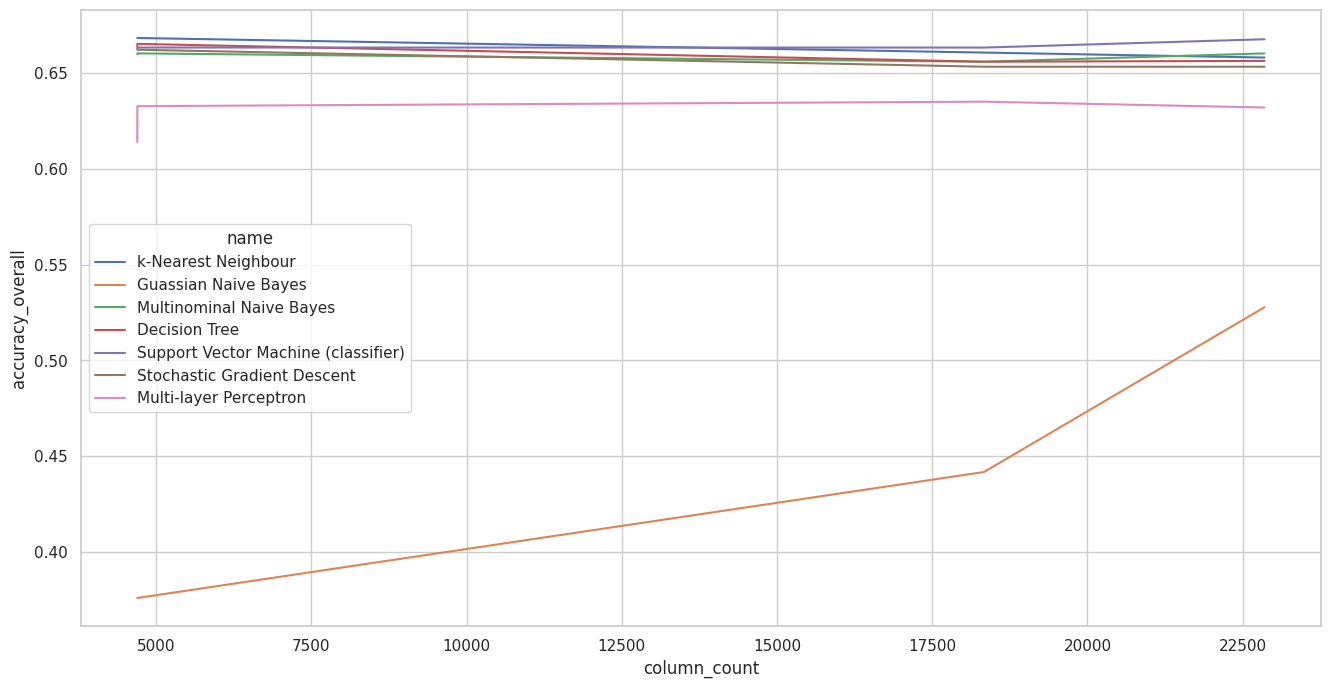 0.65
0.60
0.55
0.50
0.45
0.40
accuracy_overall
name
k-Nearest Neighbour
Guassian Naive Bayes
Multinominal Naive Bayes
Decision Tree
Support Vector Machine (classifier)
Stochastic Gradient Descent
Multi-layer Perceptron
5000 7500 10000 12500 15000 17500 20000 22500
column_count